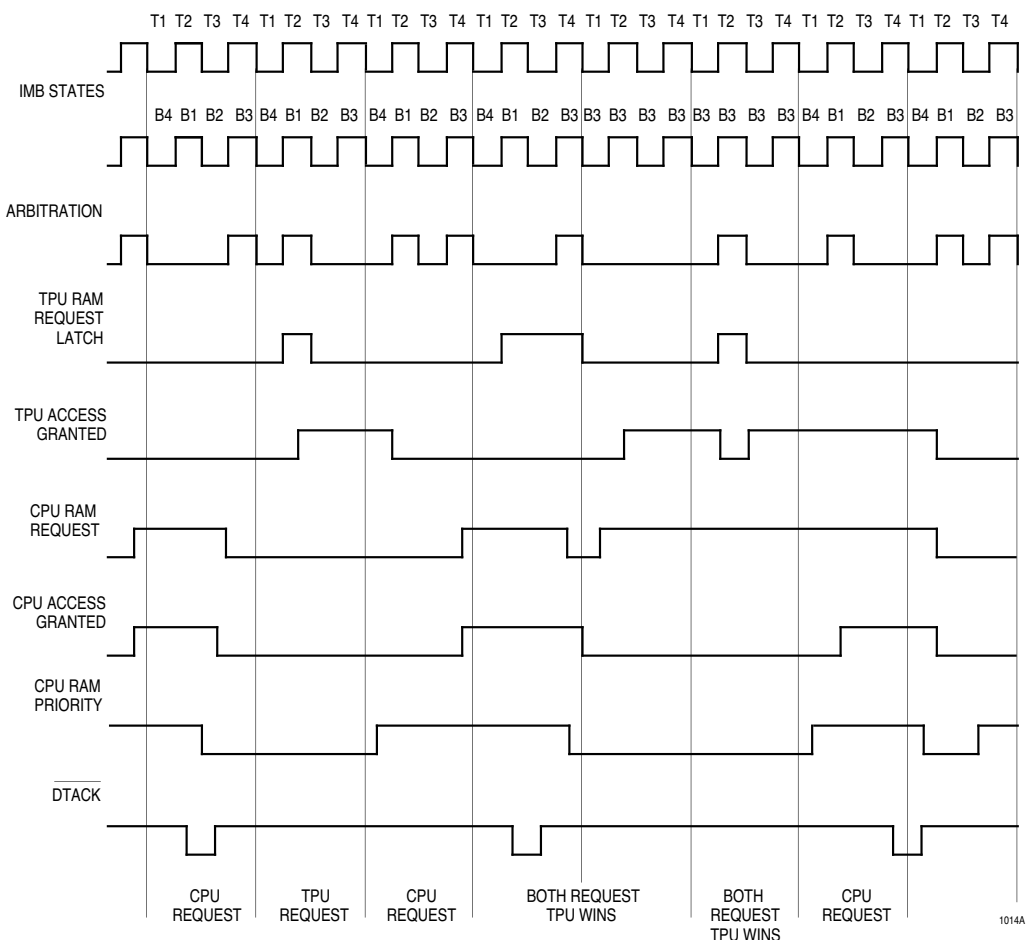 T1 T2 T3 T4 T1 T2 T3 T4 T1 T2 T3 T4 T1 T2 T3 T4 T1 T2 T3 T4 T1 T2 T3 T4 T1 T2 T3 T4 T1 T2 T3 T4
IMB STATES
B4 B1 B2 B3 B4 B1 B2 B3 B4 B1 B2 B3 B4 B1 B2 B3 B3 B3 B3 B3 B3 B3 B3 B3 B4 B1 B2 B3 B4 B1 B2 B3
ARBITRATION
TPU RAM
REQUEST
LATCH
TPU ACCESS
GRANTED
CPU RAM
REQUEST
CPU ACCESS
GRANTED
CPU RAM
PRIORITY
DTACK
CPU
REQUEST
TPU
REQUEST
CPU
REQUEST
BOTH REQUEST
TPU WINS
BOTH
REQUEST
TPU WINS
CPU
REQUEST
1014A